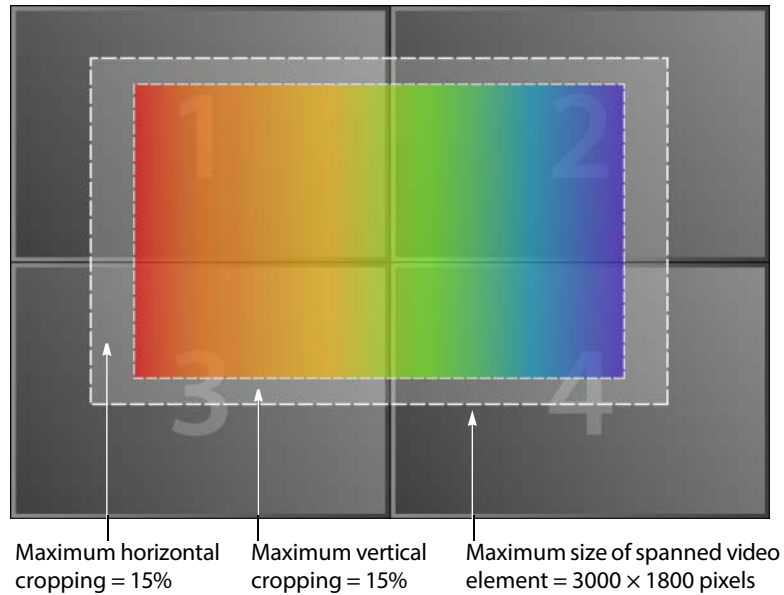 1 2
3 4
Maximum horizontal
cropping = 15%
Maximum vertical
cropping = 15%
Maximum size of spanned video
element = 3000 × 1800 pixels